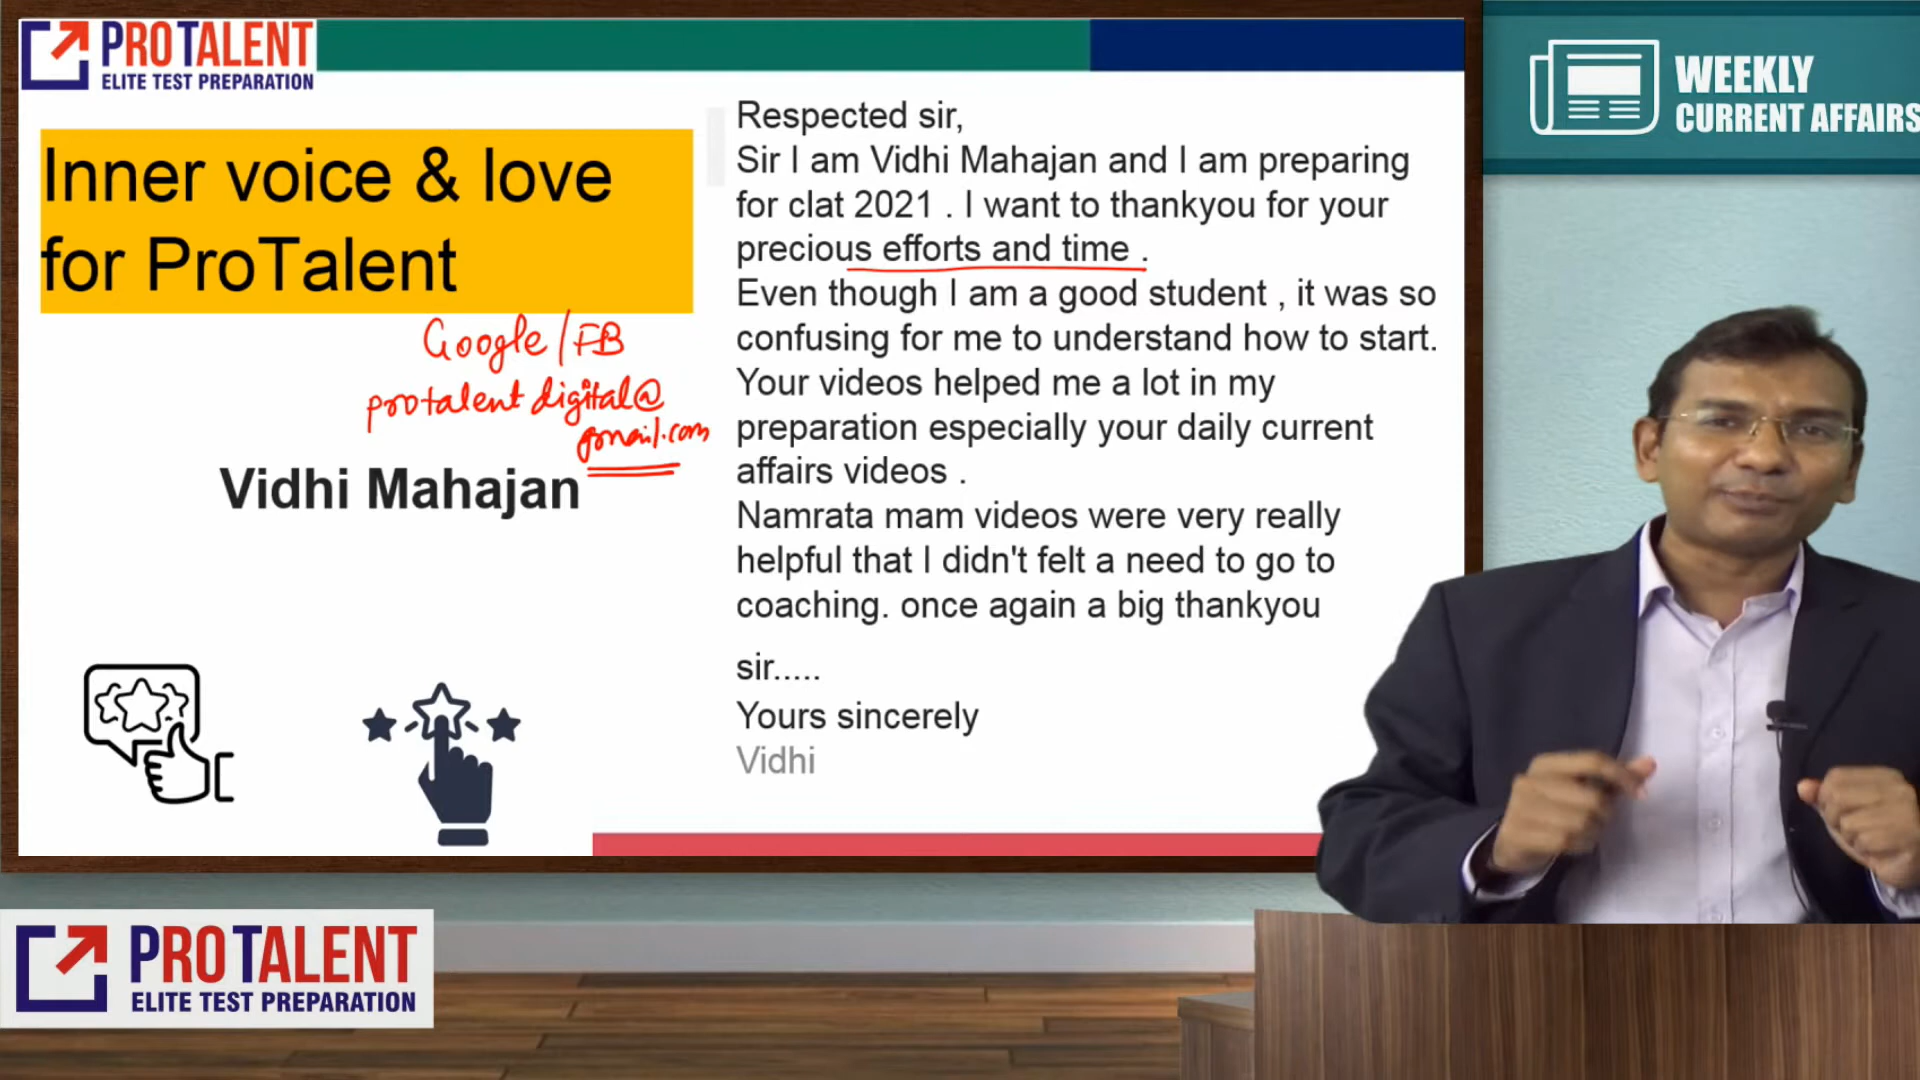 PROTALENT
ELITE TEST PREPARATION
Inner voice & love
for ProTalent
Google/FB
protalentdigital@
gmail.com
Vidhi Mahajan
Respected sir,
Sir I am Vidhi Mahajan and I am preparing
for clat 2021 . I want to thankyou for your
precious efforts and time .
Even though I am a good student , it was so
confusing for me to understand how to start.
Your videos helped me a lot in my
preparation especially your daily current
affairs videos .
Namrata mam videos were very really
helpful that I didn't felt a need to go to
coaching. once again a big thankyou
sir.....
Yours sincerely
Vidhi
WEEKLY
CURRENT AFFAIRS
PROTALENT
ELITE TEST PREPARATION